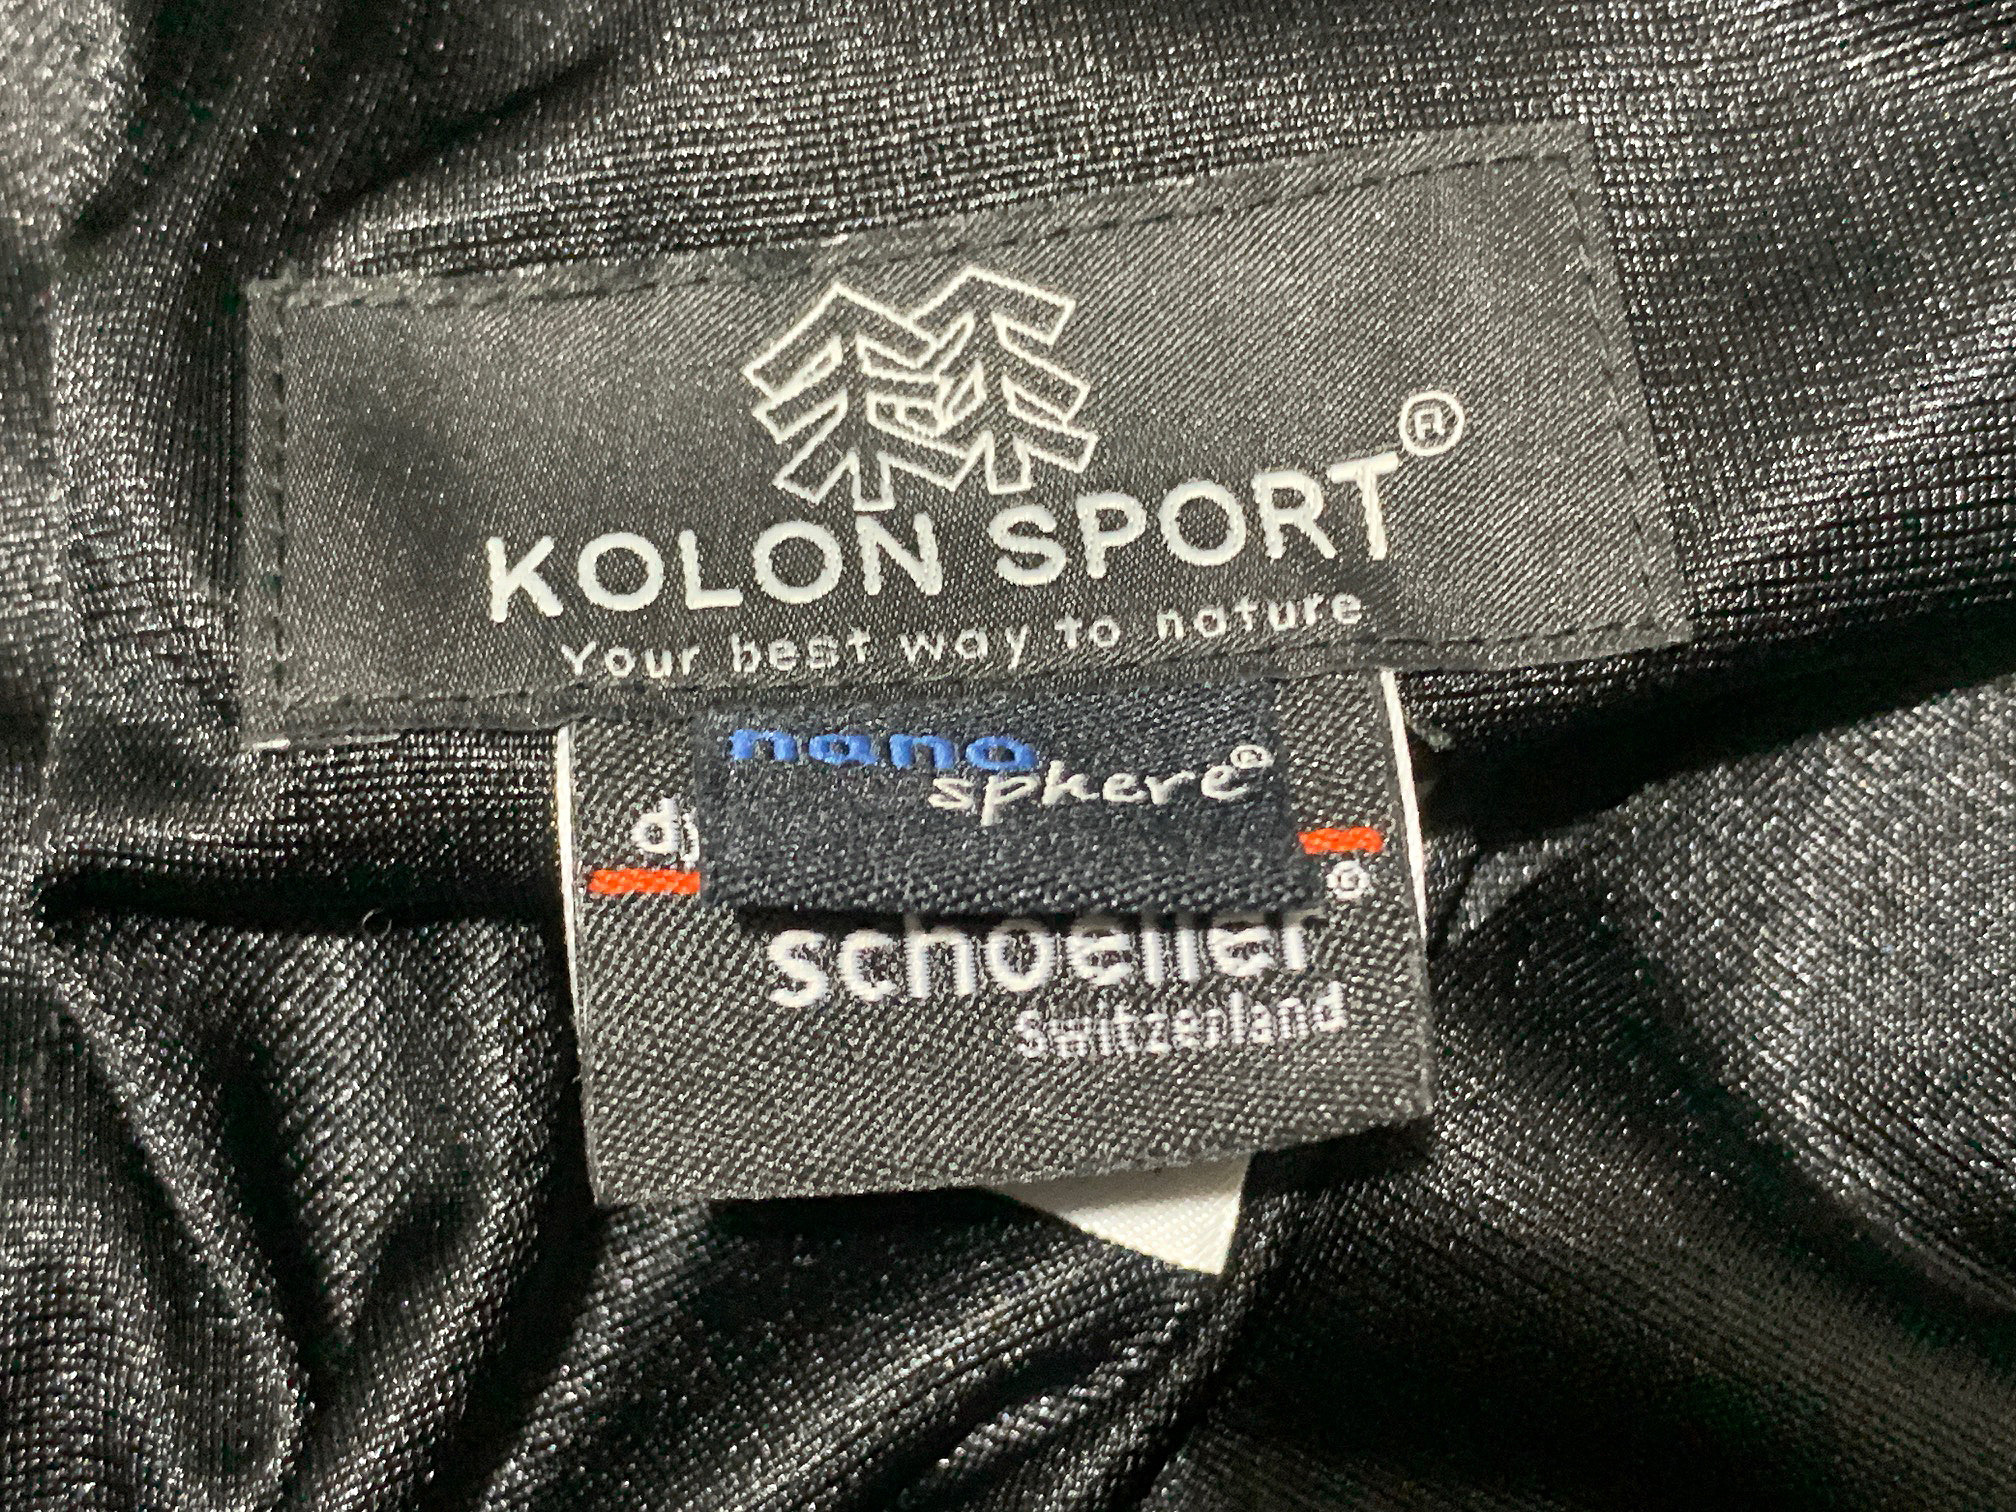 KOLON SPORT®
Your best way to nature
nano
sphere®
schoeller
Switzerland